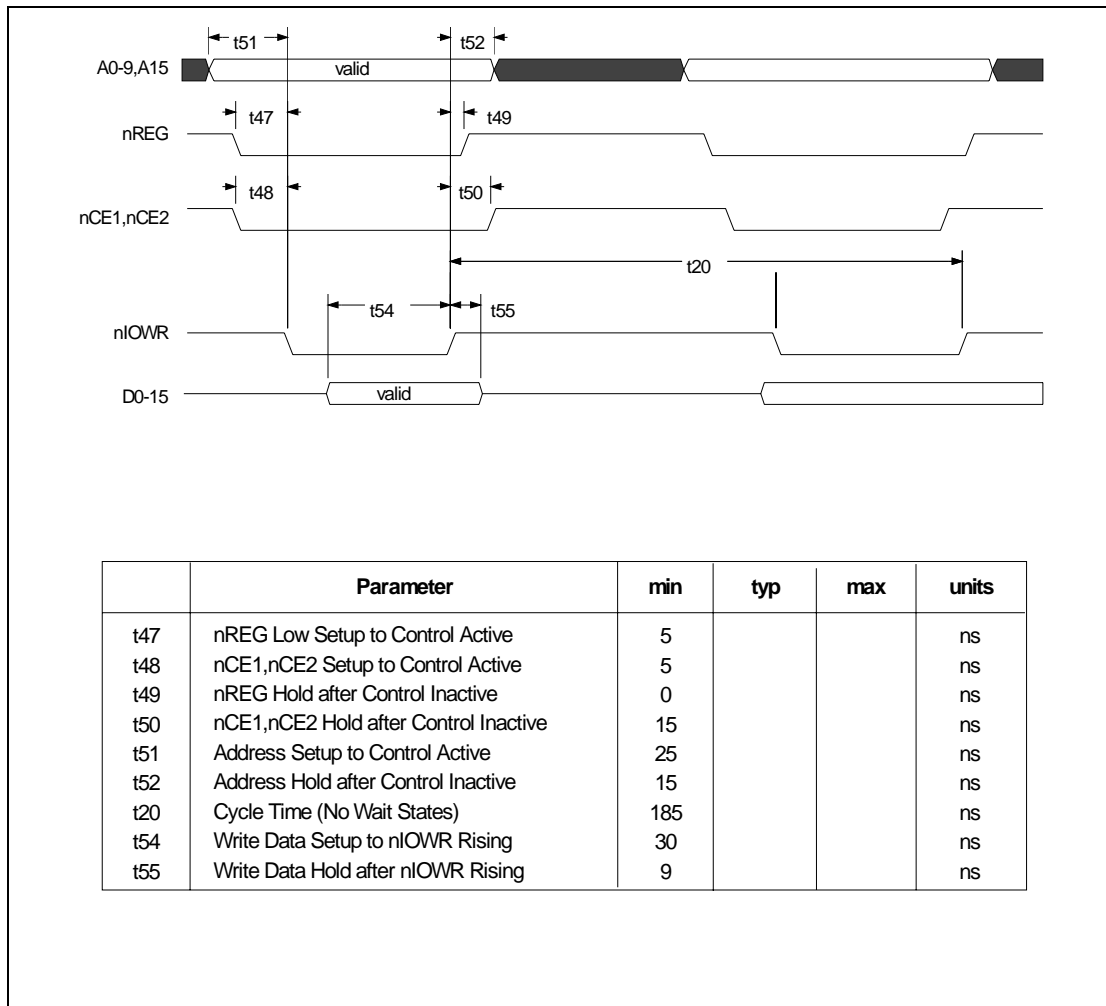 t51 t52
A0-9,A15 valid
t47 t49
nREG
t48 t50
nCE1,nCE2
t20
t54 t55
nIOWR
D0-15 valid
Parameter min typ max units
t47 nREG Low Setup to Control Active 5 ns
t48 nCE1,nCE2 Setup to Control Active 5 ns
t49 nREG Hold after Control Inactive 0 ns
t50 nCE1,nCE2 Hold after Control Inactive 15 ns
t51 Address Setup to Control Active 25 ns
t52 Address Hold after Control Inactive 15 ns
t20 Cycle Time (No Wait States) 185 ns
t54 Write Data Setup to nIOWR Rising 30 ns
t55 Write Data Hold after nIOWR Rising 9 ns